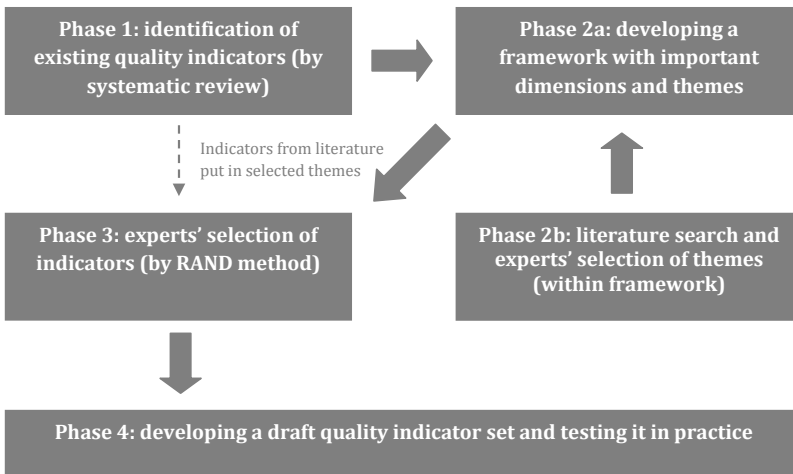 Phase 1: identification of
existing quality indicators (by
systematic review)
Phase 2a: developing a
framework with important
dimensions and themes
Indicators from literature
put in selected themes
Phase 3: experts’ selection of
indicators (by RAND method)
Phase 2b: literature search and
experts’ selection of themes
(within framework)
Phase 4: developing a draft quality indicator set and testing it in practice